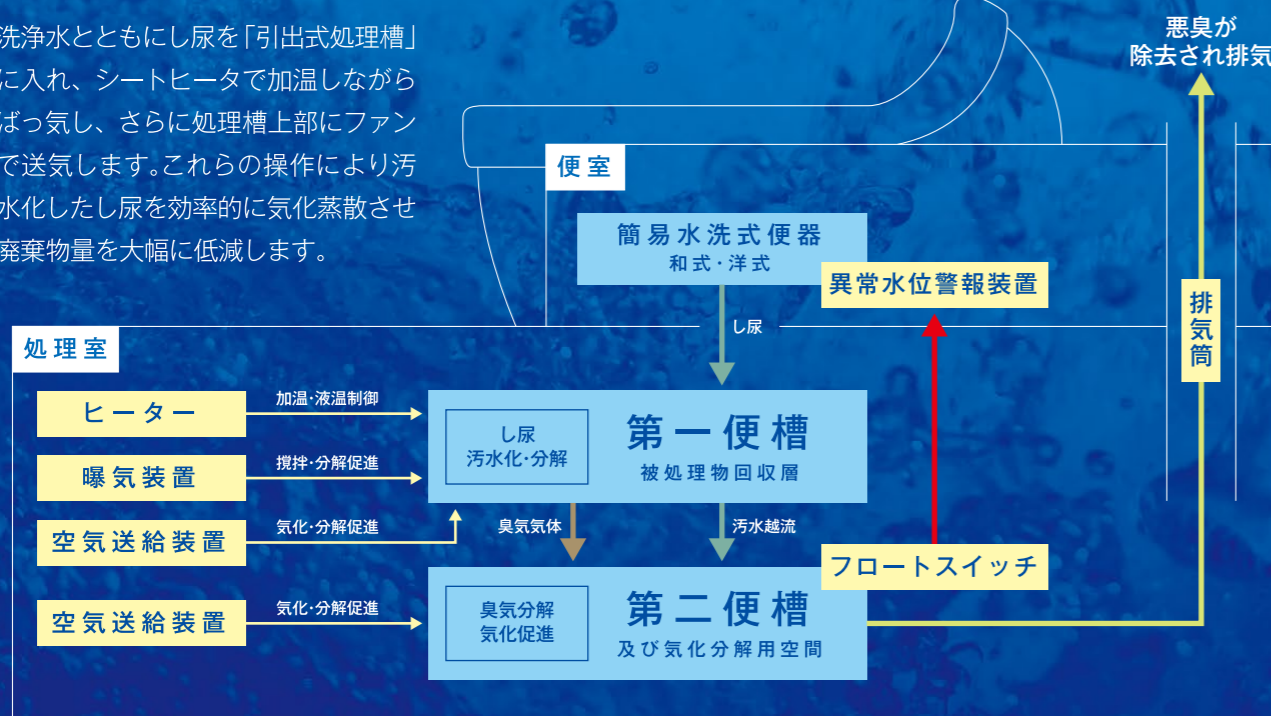 洗浄水とともにし尿を「引出式処理槽」
に入れ、シートヒータで加温しながら
ばっ気し、さらに処理槽上部にファン
で送気します。これらの操作により汚
水化したし尿を効率的に気化蒸散させ
廃棄物量を大幅に低減します。
悪臭が
除去され排気
便室
簡易水洗式便器
和式・洋式
異常水位警報装置
排気筒
し尿
処理室
ヒーター
加温・液温制御
曝気装置
撹拌・分解促進
空気送給装置
気化・分解促進
し尿
汚水化・分解
第一便槽
被処理物回収層
臭気気体
汚水越流
フロートスイッチ
空気送給装置
気化・分解促進
臭気分解
気化促進
第二便槽
及び気化分解用空間